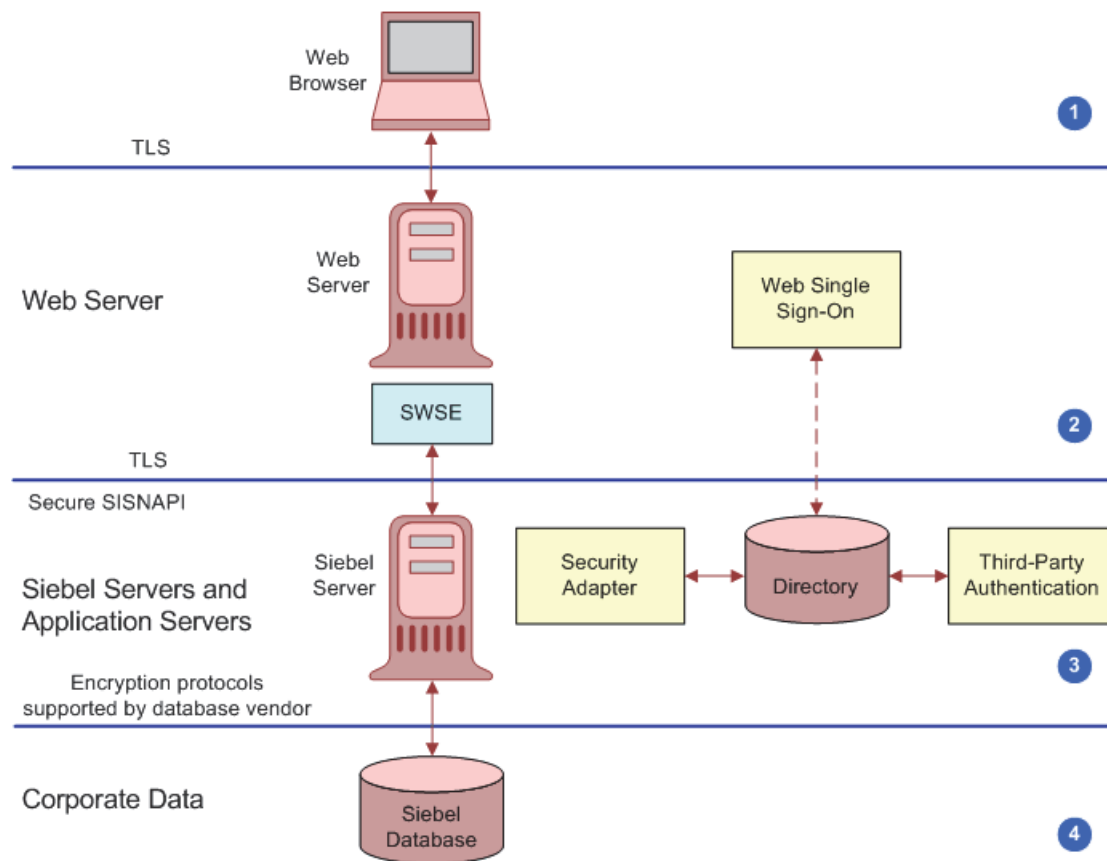 Web
Browser
1
TLS
Web
Server
Web Server
Web Single
Sign-On
SWSE
2
TLS
Secure SISNAPI
Siebel
Server
Security
Adapter
Directory
Third-Party
Authentication
Siebel Servers and
Application Servers
3
Encryption protocols
supported by database vendor
Corporate Data
Siebel
Database
4